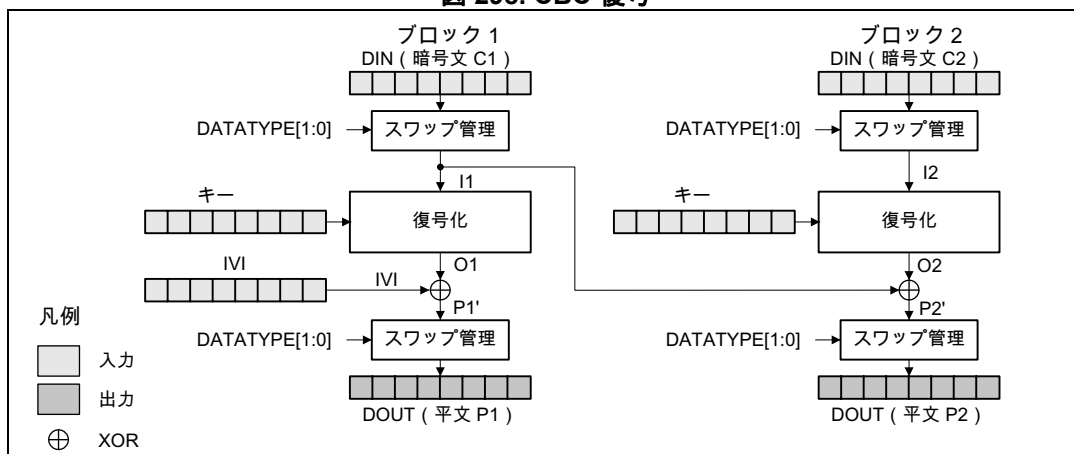 ブロック 1
DIN ( 暗号文 C1 )
DATATYPE[1:0]
スワップ管理
I1
キー
復号化
IVI
IVI
O1
P1'
DATATYPE[1:0]
スワップ管理
DOUT ( 平文 P1 )
ブロック 2
DIN ( 暗号文 C2 )
DATATYPE[1:0]
スワップ管理
I2
キー
復号化
O2
P2'
DATATYPE[1:0]
スワップ管理
DOUT ( 平文 P2 )
凡例
入力
出力
XOR